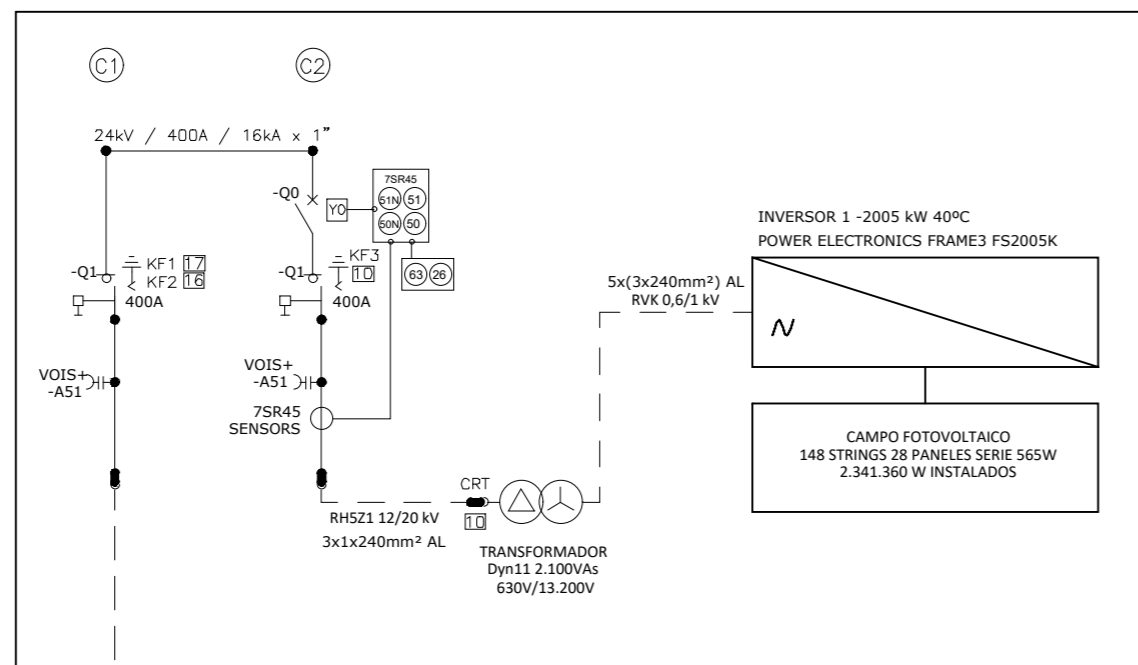 C1
C2
24kV / 400A / 16kA x 1"
7SR45
51N 51
50N 50
-Q0
Y0
63 26
-Q1
KF1 17
KF2 16
400A
-Q1
KF3
10
400A
VOIS+
-A51
VOIS+
-A51
7SR45
SENSORS
RH5Z1 12/20 kV
3x1x240mm² AL
CRT
10
TRANSFORMADOR
Dyn11 2.100VAs
630V/13.200V
5x(3x240mm²) AL
RVK 0,6/1 kV
INVERSOR 1 -2005 kW 40ºC
POWER ELECTRONICS FRAME3 FS2005K
CAMPO FOTOVOLTAICO
148 STRINGS 28 PANELES SERIE 565W
2.341.360 W INSTALADOS